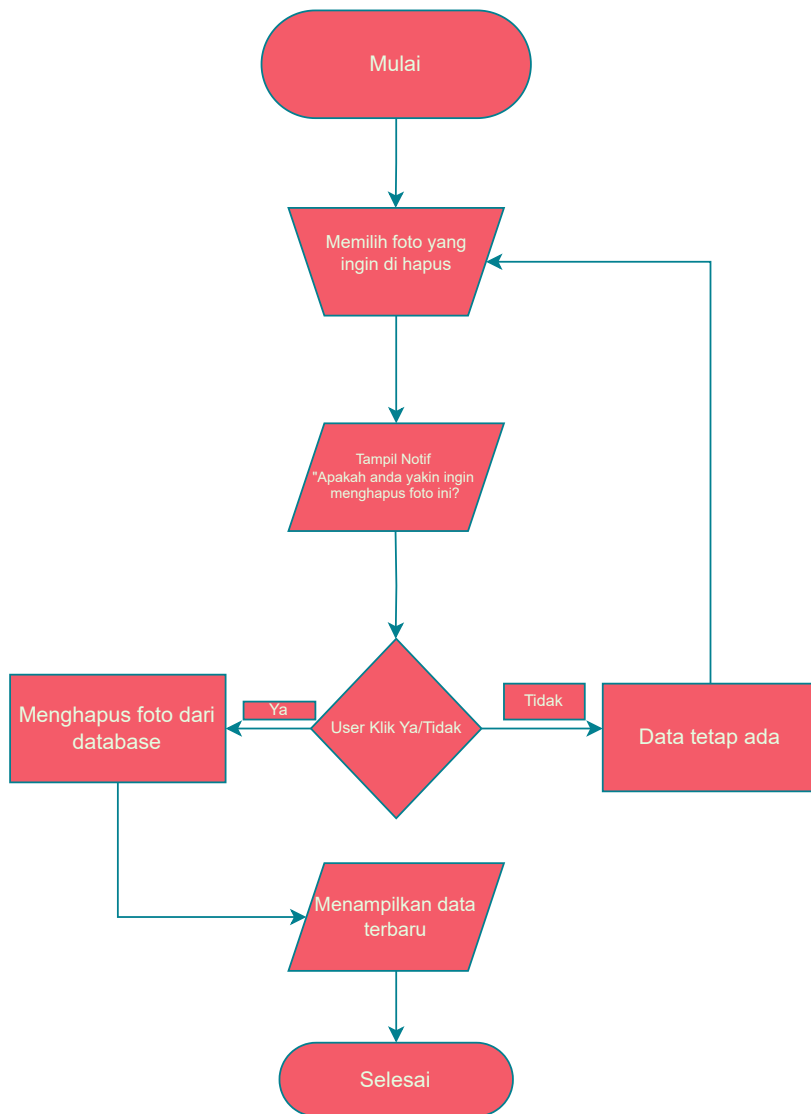 Mulai
Memilih foto yang
ingin di hapus
Tampil Notif
"Apakah anda yakin ingin
menghapus foto ini?
User Klik Ya/Tidak
Ya
Tidak
Menghapus foto dari
database
Data tetap ada
Menampilkan data
terbaru
Selesai